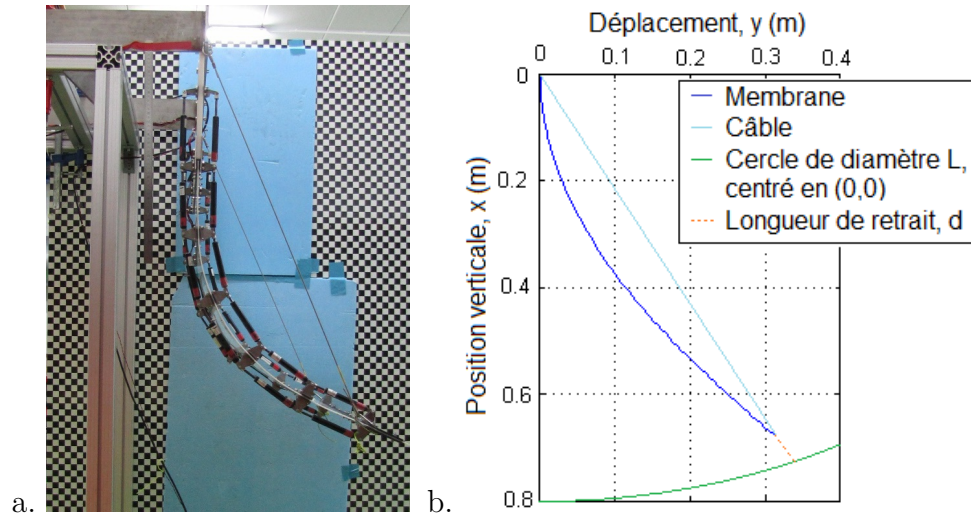 Déplacement, y (m)
0 0.1 0.2 0.3 0.4
0
0.2
0.4
0.6
0.8
Position verticale, x (m)
Membrane
Câble
Cercle de diamètre L,
centré en (0,0)
Longueur de retrait, d
a.
b.